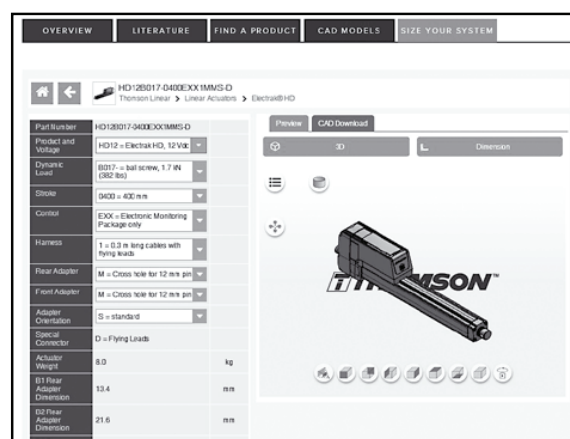 OVERVIEW LITERATURE FIND A PRODUCT CAD MODELS SIZE YOUR SYSTEM
HD12B017-0400EXX1MMS-D
Thomson Linear > Linear Actuators > Electrak® HD
Part Number HD12B017-0400EXX1MMS-D
Product and Voltage HD12 = Electrak HD, 12 Vdc
Dynamic Load B017- = ball screw, 1.7 kN (382 lbs)
Stroke 0400 = 400 mm
Control EXX = Electronic Monitoring Package only
Harness 1 = 0.3 m long cables with flying leads
Rear Adapter M = Cross hole for 12 mm pin
Front Adapter M = Cross hole for 12 mm pin
Adapter Orientation S = standard
Special Connector D = Flying Leads
Actuator Weight 8.0 kg
B1 Rear Adapter Dimension 13.4 mm
B2 Rear Adapter Dimension 21.6 mm
Preview CAD Download
3D Dimension
THOMSON™